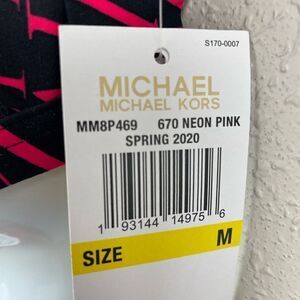 S170-0007
MICHAEL
MICHAEL KORS
MM8P469 670 NEON PINK
SPRING 2020
1 93144 14975 6
SIZE M